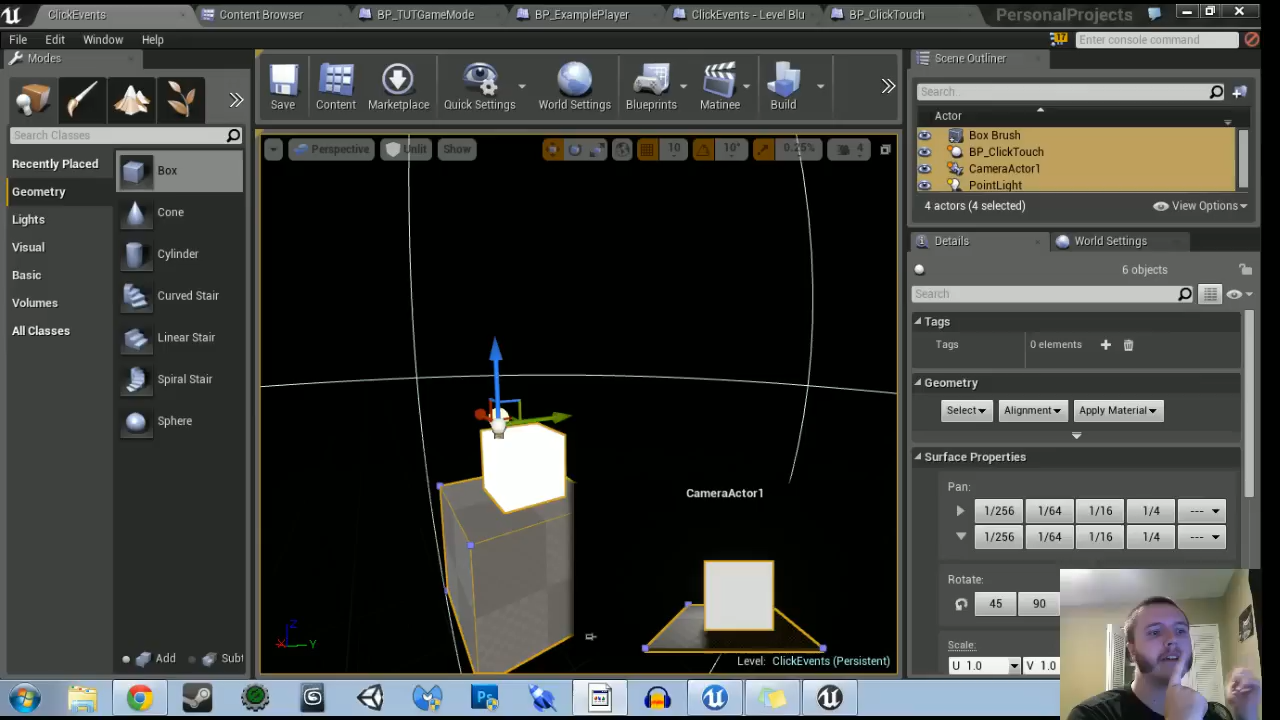 ClickEvents
Content Browser
BP_TUTGameMode
BP_ExamplePlayer
ClickEvents - Level Blu
BP_ClickTouch
PersonalProjects
File Edit Window Help
17
Enter console command
Modes
Save
Content
Marketplace
Quick Settings
World Settings
Blueprints
Matinee
Build
Scene Outliner
Search...
Actor
Box Brush
BP_ClickTouch
CameraActor1
PointLight
4 actors (4 selected)
View Options
Search Classes
Recently Placed
Geometry
Lights
Visual
Basic
Volumes
All Classes
Box
Cone
Cylinder
Curved Stair
Linear Stair
Spiral Stair
Sphere
Add
Subt
Perspective
Unlit
Show
10
10°
0.25
4
CameraActor1
X
Y
Z
Level: ClickEvents (Persistent)
Details
World Settings
6 objects
Search
Tags
Tags 0 elements
Geometry
Select Alignment Apply Material
Surface Properties
Pan:
1/256 1/64 1/16 1/4 ---
1/256 1/64 1/16 1/4 ---
Rotate:
45 90
Scale:
U 1.0 V 1.0